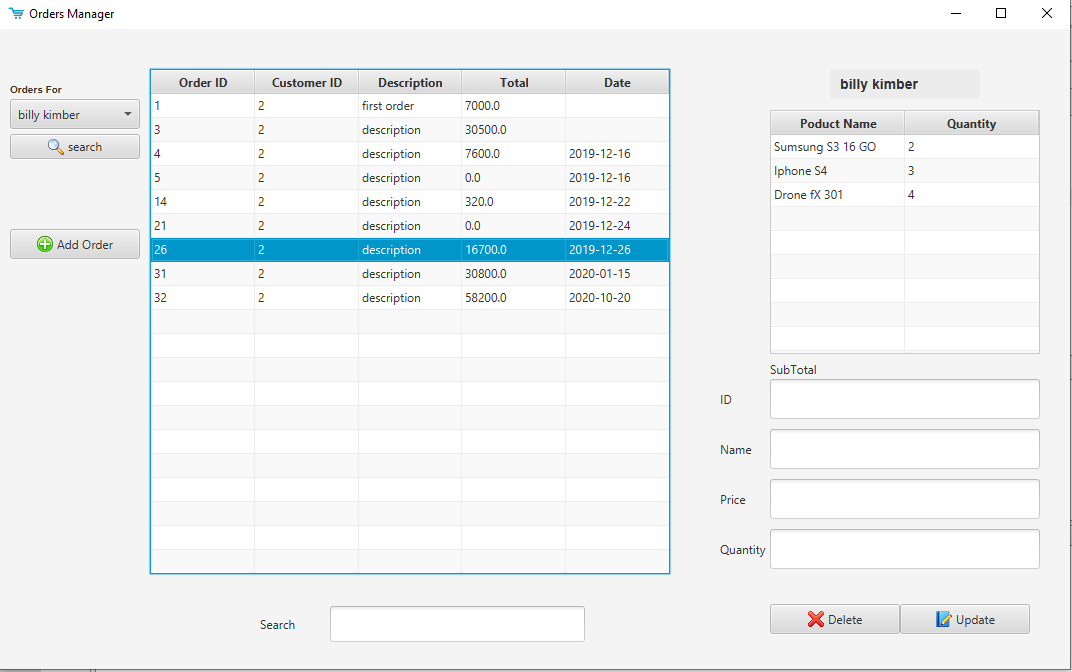 Orders Manager
Orders For
billy kimber
search
Add Order
Order ID Customer ID Description Total Date
1 2 first order 7000.0
3 2 description 30500.0
4 2 description 7600.0 2019-12-16
5 2 description 0.0 2019-12-16
14 2 description 320.0 2019-12-22
21 2 description 0.0 2019-12-24
26 2 description 16700.0 2019-12-26
31 2 description 30800.0 2020-01-15
32 2 description 58200.0 2020-10-20
Search
billy kimber
Poduct Name Quantity
Sumsung S3 16 GO 2
Iphone S4 3
Drone fX 301 4
SubTotal
ID
Name
Price
Quantity
Delete Update